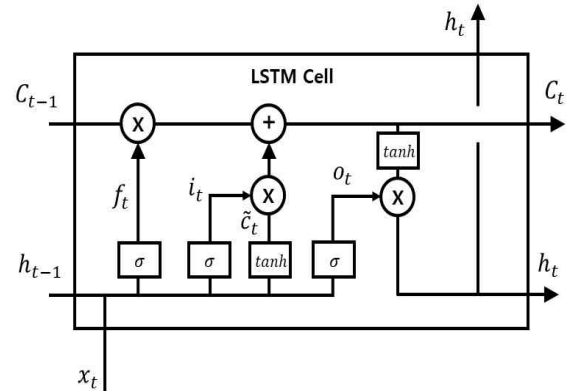 h_t
LSTM Cell
C_{t-1}
C_t
X
+
tanh
f_t
i_t
X
o_t
X
c̃_t
h_{t-1}
σ
σ
tanh
σ
h_t
x_t